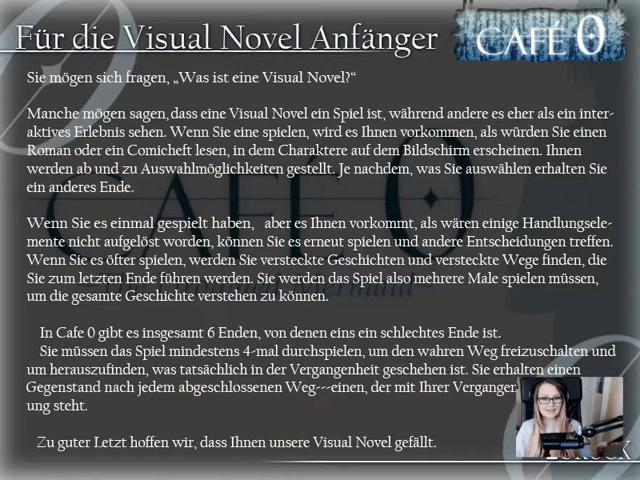 Für die Visual Novel Anfänger
CAFÉ 0
Sie mögen sich fragen, „Was ist eine Visual Novel?“
Manche mögen sagen, dass eine Visual Novel ein Spiel ist, während andere es eher als ein inter-
aktives Erlebnis sehen. Wenn Sie eine spielen, wird es Ihnen vorkommen, als würden Sie einen
Roman oder ein Comicheft lesen, in dem Charaktere auf dem Bildschirm erscheinen. Ihnen
werden ab und zu Auswahlmöglichkeiten gestellt. Je nachdem, was Sie auswählen erhalten Sie
ein anderes Ende.
Wenn Sie es einmal gespielt haben, aber es Ihnen vorkommt, als wären einige Handlungsele-
mente nicht aufgelöst worden, können Sie es erneut spielen und andere Entscheidungen treffen.
Wenn Sie es öfter spielen, werden Sie versteckte Geschichten und versteckte Wege finden, die
Sie zum letzten Ende führen werden. Sie werden das Spiel also mehrere Male spielen müssen,
um die gesamte Geschichte verstehen zu können.
In Cafe 0 gibt es insgesamt 6 Enden, von denen eins ein schlechtes Ende ist.
Sie müssen das Spiel mindestens 4-mal durchspielen, um den wahren Weg freizuschalten und
um herauszufinden, was tatsächlich in der Vergangenheit geschehen ist. Sie erhalten einen
Gegenstand nach jedem abgeschlossenen Weg---einen, der mit Ihrer Vergangen
ung steht.
Zu guter Letzt hoffen wir, dass Ihnen unsere Visual Novel gefällt.
CAFÉ 0